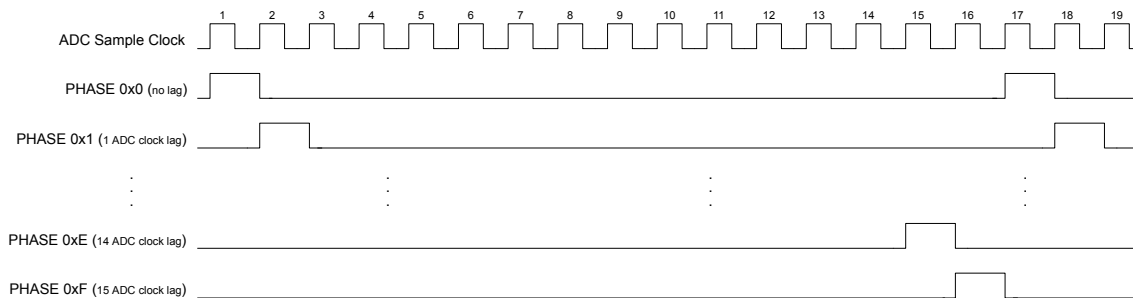 1 2 3 4 5 6 7 8 9 10 11 12 13 14 15 16 17 18 19
ADC Sample Clock
PHASE 0x0 (no lag)
PHASE 0x1 (1 ADC clock lag)
PHASE 0xE (14 ADC clock lag)
PHASE 0xF (15 ADC clock lag)